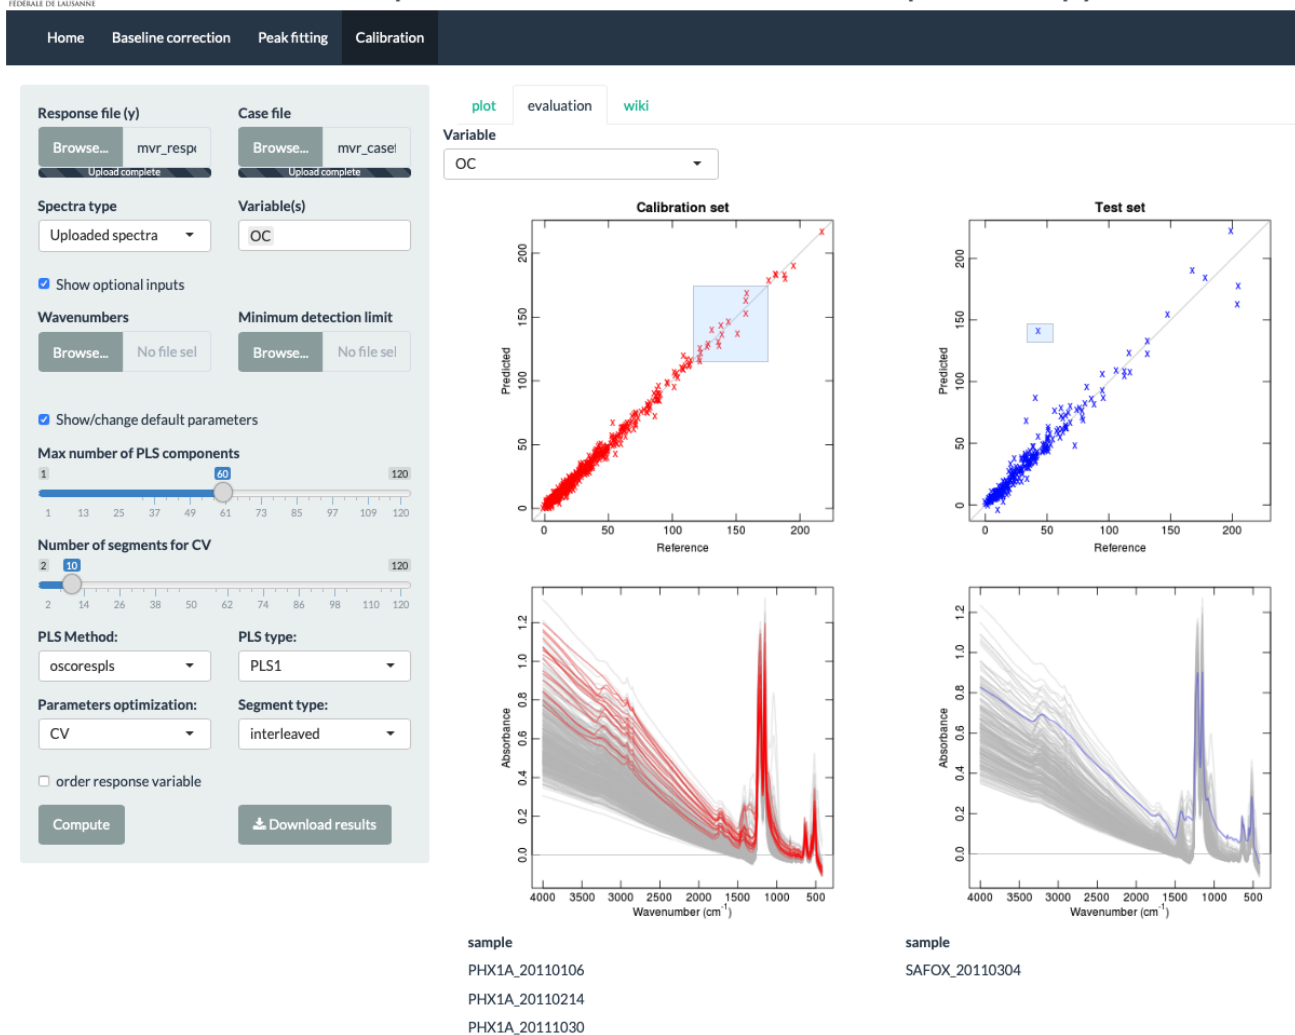 FÉDÉRALE DE LAUSANNE
Home Baseline correction Peak fitting Calibration
Response file (y) Case file
Browse... mvr_resp Browse... mvr_case
Upload complete Upload complete
Spectra type Variable(s)
Uploaded spectra OC
Show optional inputs
Wavenumbers Minimum detection limit
Browse... No file sel Browse... No file sel
Show/change default parameters
Max number of PLS components
1 60 120
1 13 25 37 49 61 73 85 97 109 120
Number of segments for CV
2 10 120
2 14 26 38 50 62 74 86 98 110 120
PLS Method: PLS type:
oscorespls PLS1
Parameters optimization: Segment type:
CV interleaved
order response variable
Compute Download results
plot evaluation wiki
Variable
OC
Calibration set
Predicted
0 50 100 150 200
0 50 100 150 200
Reference
Test set
Predicted
0 50 100 150 200
0 50 100 150 200
Reference
Absorbance
0.0 0.2 0.4 0.6 0.8 1.0 1.2
4000 3500 3000 2500 2000 1500 1000 500
Wavenumber (cm⁻¹)
Absorbance
0.0 0.2 0.4 0.6 0.8 1.0 1.2
4000 3500 3000 2500 2000 1500 1000 500
Wavenumber (cm⁻¹)
sample
PHX1A_20110106
PHX1A_20110214
PHX1A_20111030
sample
SAFOX_20110304